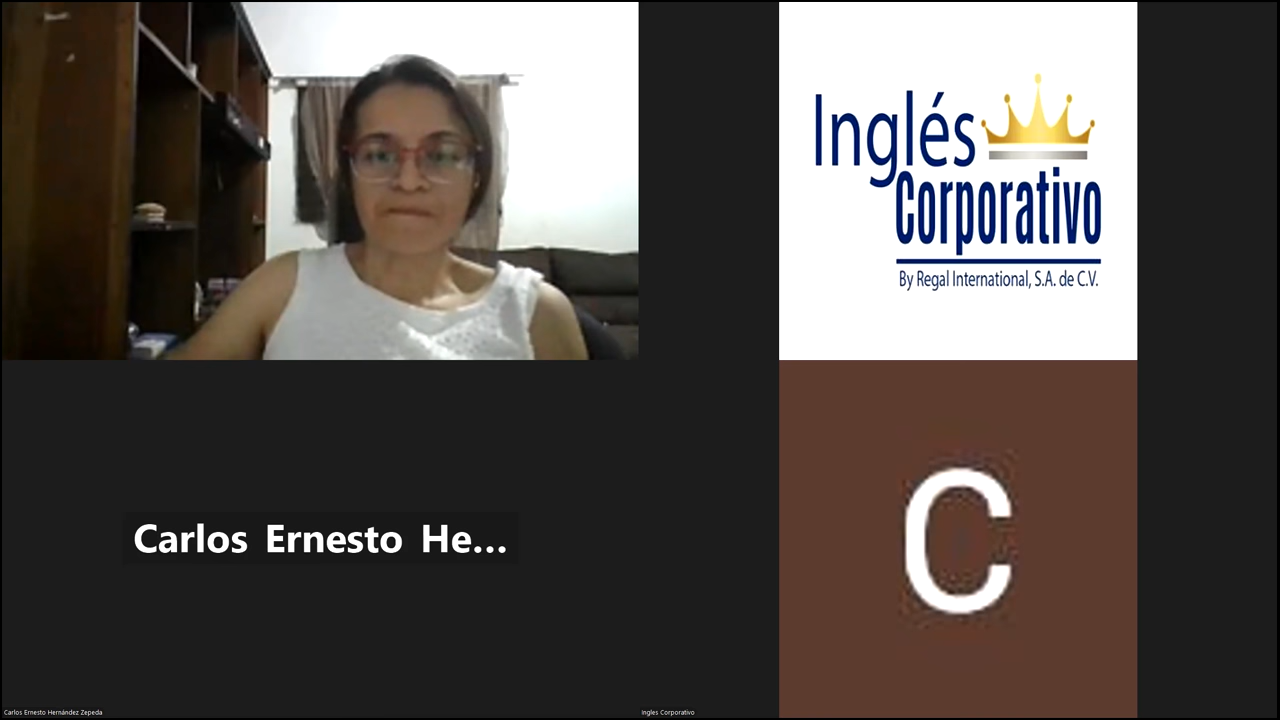 Inglés
Corporativo
By Regal International, S.A. de C.V.
Carlos Ernesto He...
C
Carlos Ernesto Hernández Zepeda
Ingles Corporativo